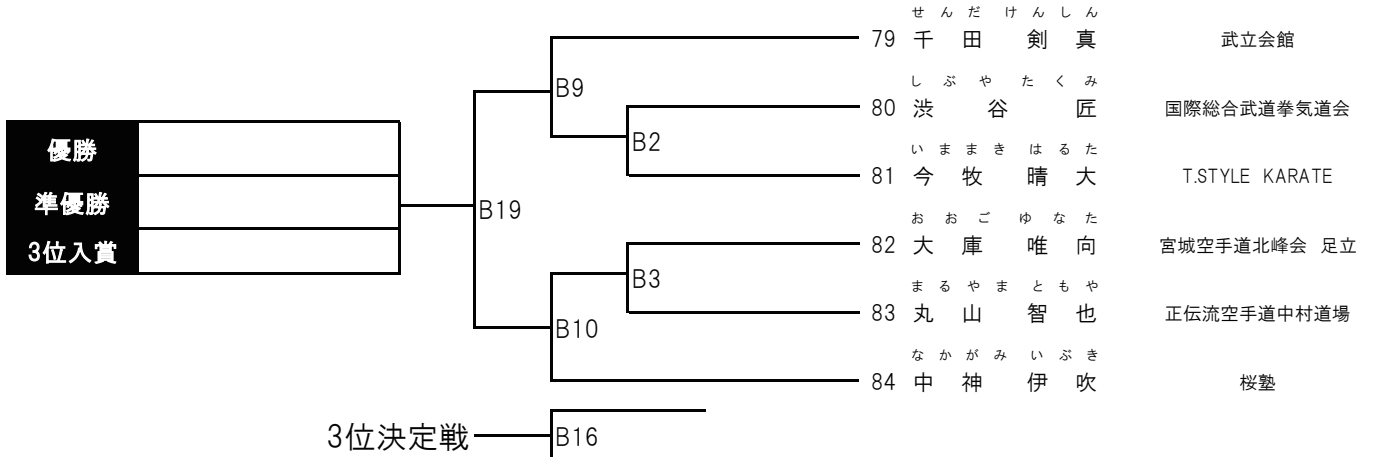 せんだ けんしん
79 千田 剣真 武立会館
B9
しぶや たくみ
80 渋谷 匠 国際総合武道拳気道会
B2
優勝
いままき はるた
81 今牧 晴大 T.STYLE KARATE
準優勝
B19
おおご ゆなた
82 大庫 唯向 宮城空手道北峰会 足立
3位入賞
B3
まるやま ともや
83 丸山 智也 正伝流空手道中村道場
B10
なかがみ いぶき
84 中神 伊吹 桜塾
3位決定戦 B16